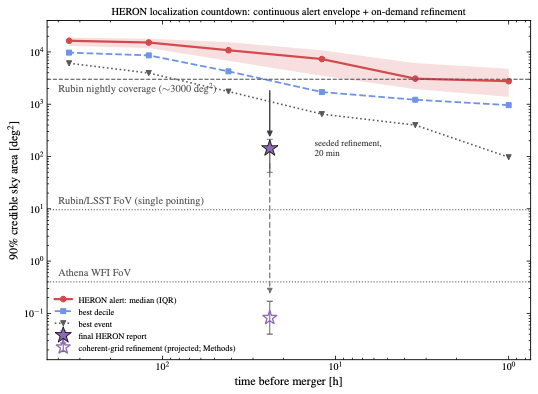 HERON localization countdown: continuous alert envelope + on-demand refinement
10⁴
10³
10²
10¹
10⁰
10⁻¹
90% credible sky area [deg²]
Rubin nightly coverage (~3000 deg²)
seeded refinement,
20 min
Rubin/LSST FoV (single pointing)
Athena WFI FoV
HERON alert: median (IQR)
best decile
best event
final HERON report
coherent-grid refinement (projected; Methods)
10²
10¹
10⁰
time before merger [h]